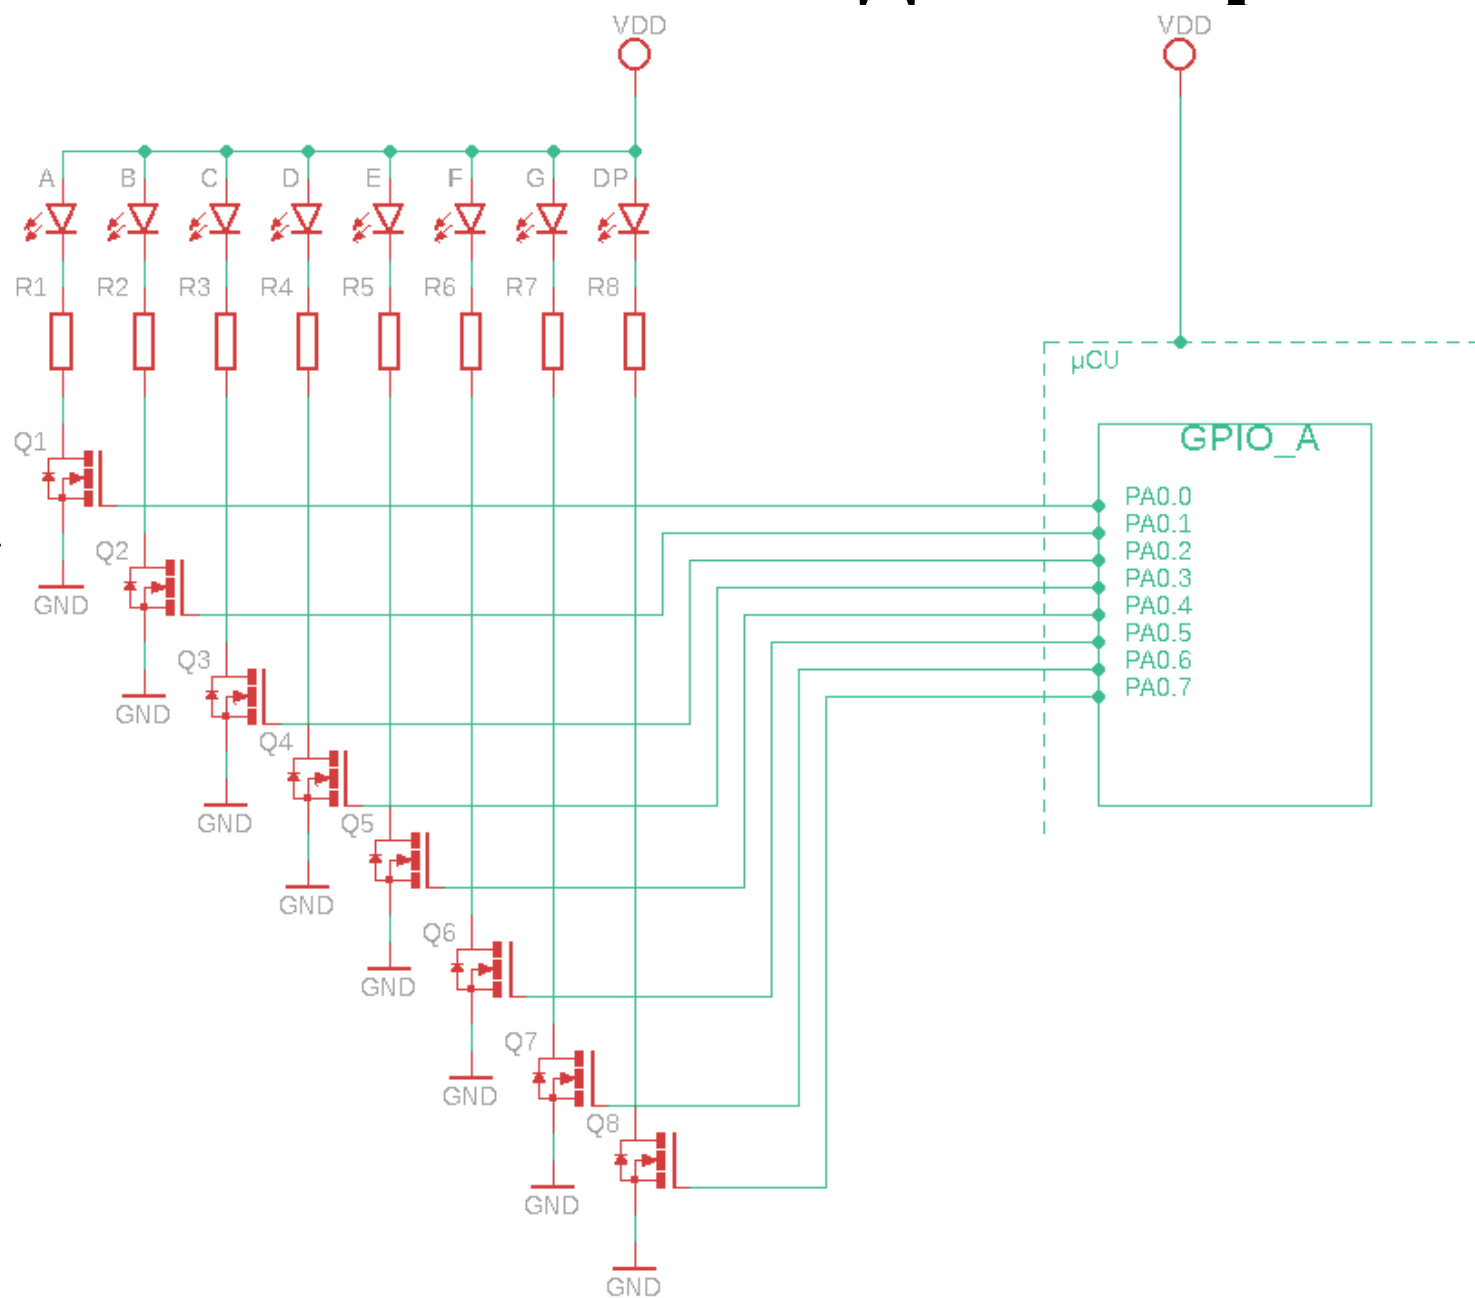 VDD
VDD
A B C D E F G DP
R1 R2 R3 R4 R5 R6 R7 R8
µCU
GPIO_A
Q1
PA0.0
PA0.1
Q2
PA0.2
PA0.3
GND
PA0.4
PA0.5
Q3
PA0.6
PA0.7
GND
Q4
GND
Q5
GND
Q6
GND
Q7
GND
Q8
GND
GND